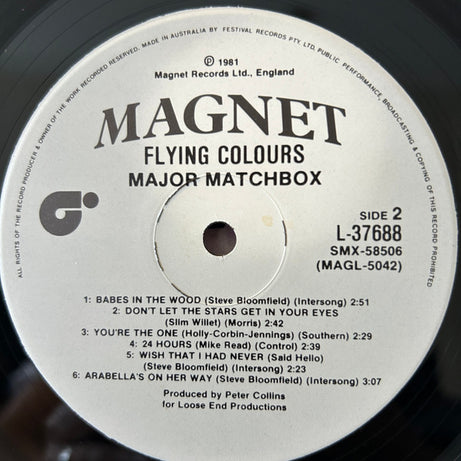 ALL RIGHTS OF THE RECORD PRODUCER & OWNER OF THE WORK RECORDED RESERVED. MADE IN AUSTRALIA BY FESTIVAL RECORDS PTY, LTD. PUBLIC PERFORMANCE, BROADCASTING & COPYING OF THIS RECORD PROHIBITED
℗ 1981
Magnet Records Ltd., England
MAGNET
FLYING COLOURS
MAJOR MATCHBOX
SIDE 2
L-37688
SMX-58506
(MAGL-5042)
1: BABES IN THE WOOD (Steve Bloomfield) (Intersong) 2:51
2: DON'T LET THE STARS GET IN YOUR EYES
(Slim Willet) (Morris) 2:42
3: YOU'RE THE ONE (Holly-Corbin-Jennings) (Southern) 2:29
4: 24 HOURS (Mike Read) (Control) 2:39
5: WISH THAT I HAD NEVER (Said Hello)
(Steve Bloomfield) (Intersong) 2:23
6: ARABELLA'S ON HER WAY (Steve Bloomfield) (Intersong) 3:07
Produced by Peter Collins
for Loose End Productions